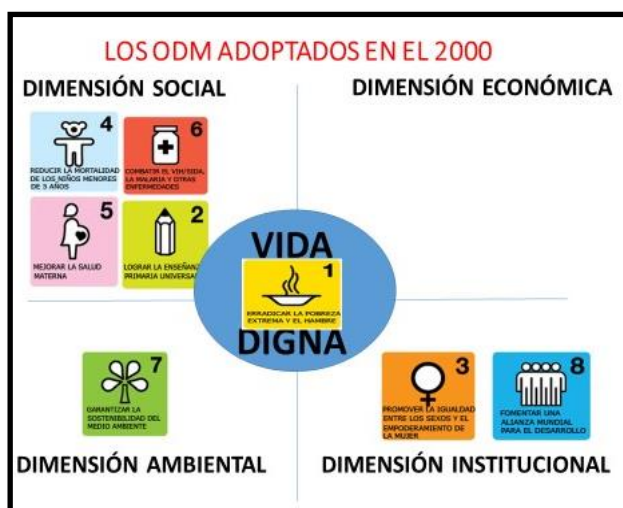 LOS ODM ADOPTADOS EN EL 2000
DIMENSIÓN SOCIAL
DIMENSIÓN ECONÓMICA
4
REDUCIR LA MORTALIDAD
DE LOS NIÑOS MENORES
DE 5 AÑOS
6
COMBATIR EL VIH/SIDA,
LA MALARIA Y OTRAS
ENFERMEDADES
5
MEJORAR LA SALUD
MATERNA
2
LOGRAR LA ENSEÑANZA
PRIMARIA UNIVERSAL
VIDA
1
ERRADICAR LA POBREZA
EXTREMA Y EL HAMBRE
DIGNA
7
GARANTIZAR LA
SOSTENIBILIDAD DEL
MEDIO AMBIENTE
3
PROMOVER LA IGUALDAD
ENTRE LOS SEXOS Y EL
EMPODERAMIENTO DE
LA MUJER
8
FOMENTAR UNA
ALIANZA MUNDIAL
PARA EL DESARROLLO
DIMENSIÓN AMBIENTAL
DIMENSIÓN INSTITUCIONAL